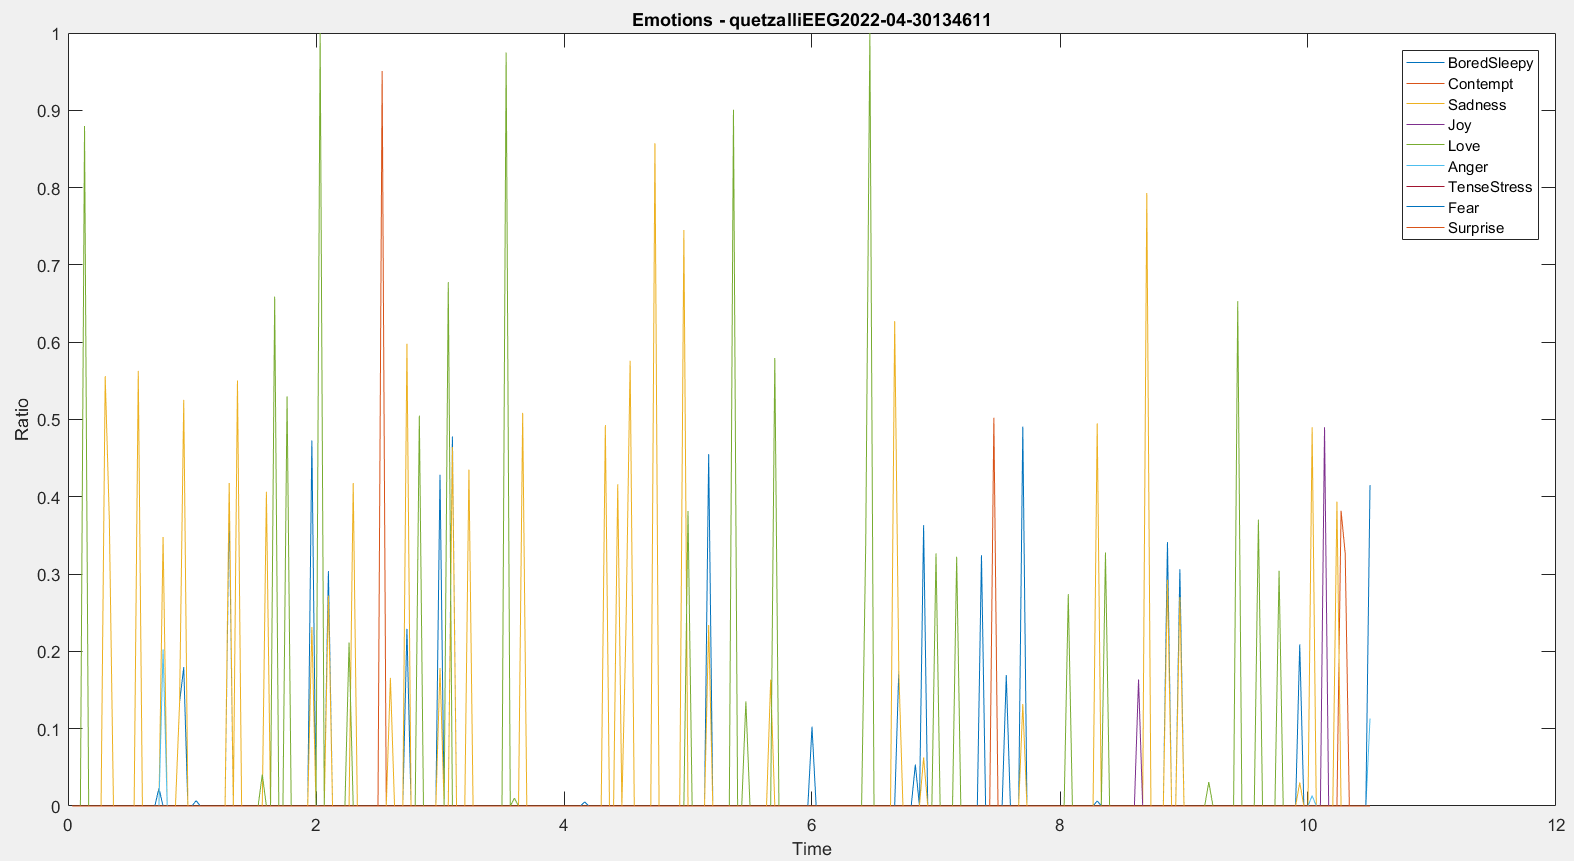 Emotions - quetzalliEEG2022-04-30134611
1
0.9
0.8
0.7
0.6
0.5
0.4
0.3
0.2
0.1
0
Ratio
BoredSleepy
Contempt
Sadness
Joy
Love
Anger
TenseStress
Fear
Surprise
0 2 4 6 8 10 12
Time